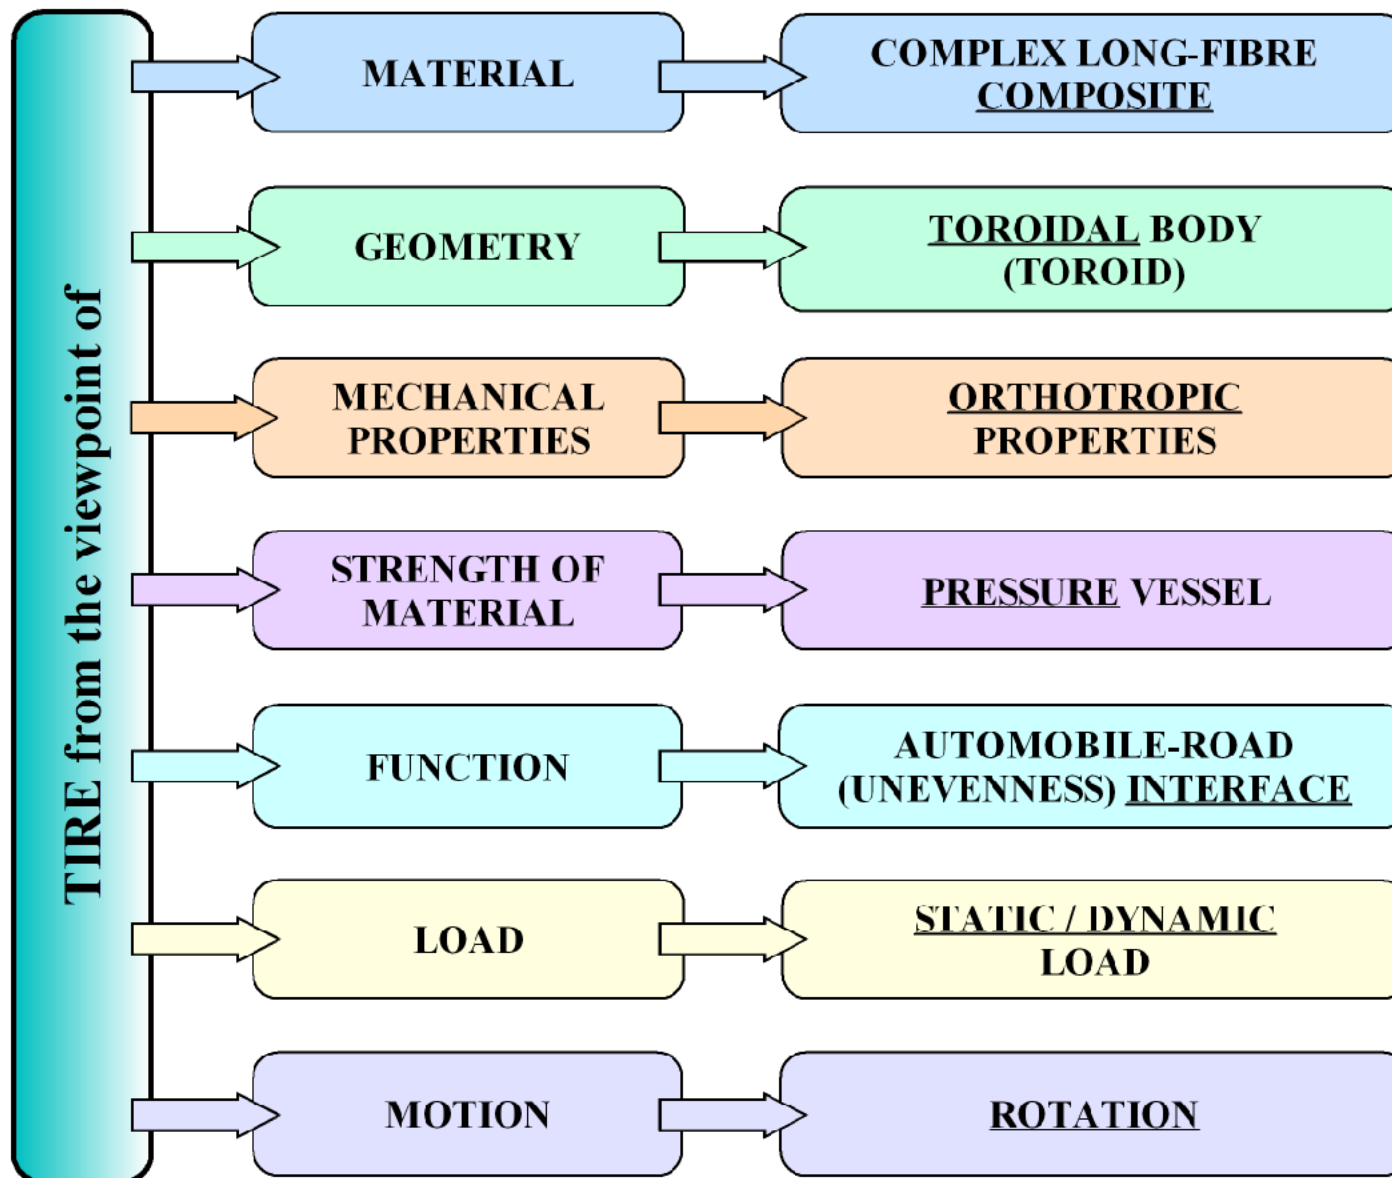 TIRE from the viewpoint of
MATERIAL
COMPLEX LONG-FIBRE
COMPOSITE
GEOMETRY
TOROIDAL BODY
(TOROID)
MECHANICAL
PROPERTIES
ORTHOTROPIC
PROPERTIES
STRENGTH OF
MATERIAL
PRESSURE VESSEL
FUNCTION
AUTOMOBILE-ROAD
(UNEVENNESS) INTERFACE
LOAD
STATIC / DYNAMIC
LOAD
MOTION
ROTATION